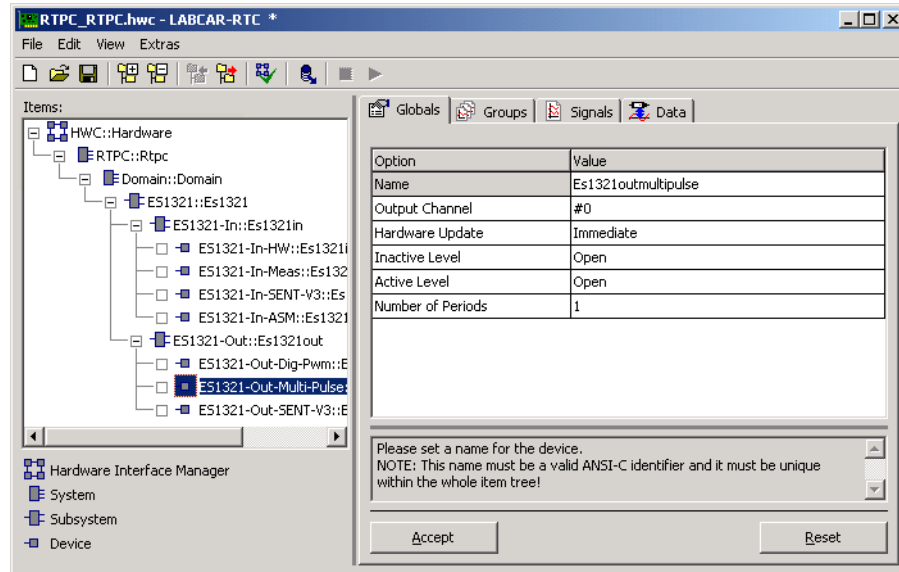 RTPC_RTPC.hwc - LABCAR-RTC *
File Edit View Extras
Items:
HWC::Hardware
RTPC::Rtpc
Domain::Domain
ES1321::Es1321
ES1321-In::Es1321in
ES1321-In-HW::Es1321i
ES1321-In-Meas::Es132
ES1321-In-SENT-V3::Es
ES1321-In-ASM::Es1321
ES1321-Out::Es1321out
ES1321-Out-Dig-Pwm::E
ES1321-Out-Multi-Pulse:
ES1321-Out-SENT-V3::E
Hardware Interface Manager
System
Subsystem
Device
Globals Groups Signals Data
Option Value
Name Es1321outmultipulse
Output Channel #0
Hardware Update Immediate
Inactive Level Open
Active Level Open
Number of Periods 1
Please set a name for the device.
NOTE: This name must be a valid ANSI-C identifier and it must be unique
within the whole item tree!
Accept Reset